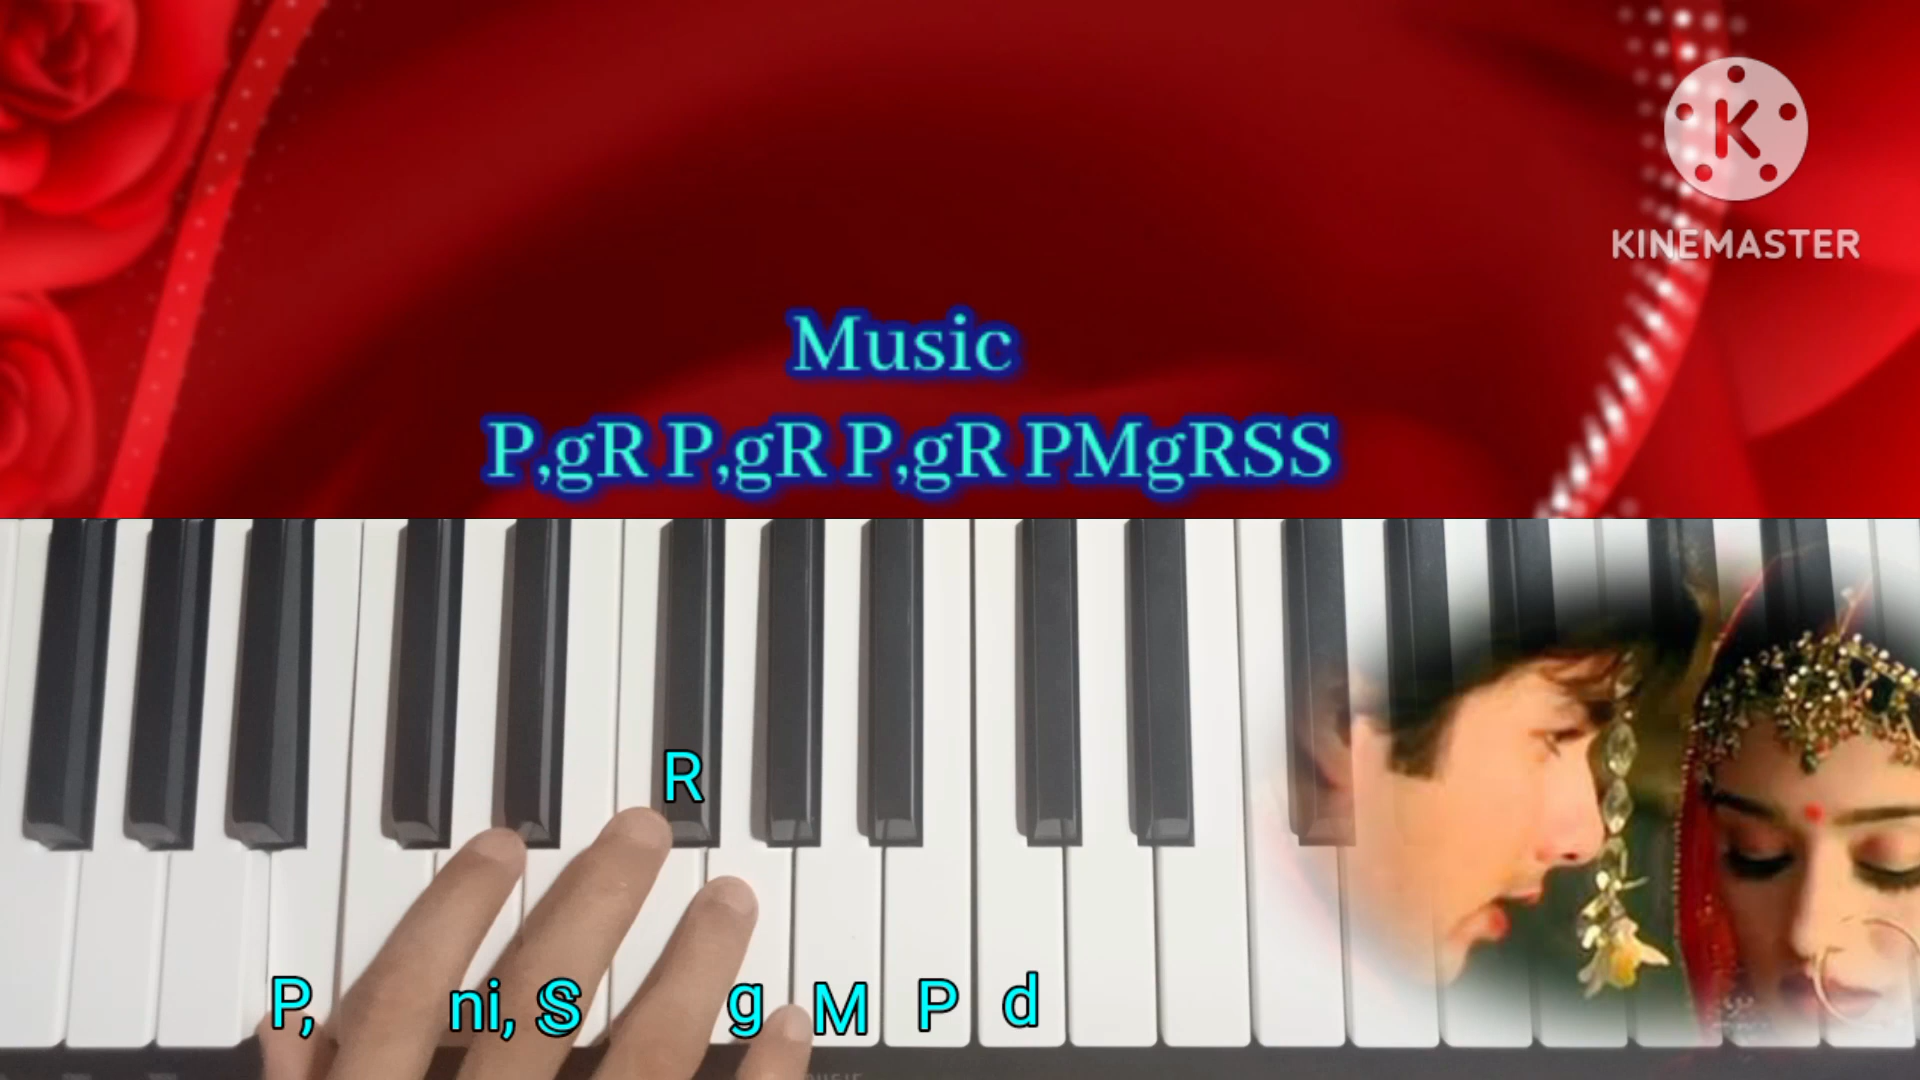 K
KINEMASTER
Music
P,gR P,gR P,gR PMgRSS
R
P, ni, S g M P d